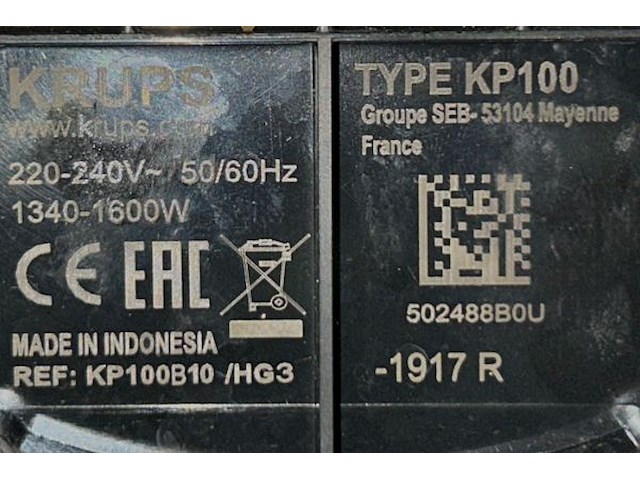 KRUPS
www.krups.com
220-240V~ 50/60Hz
1340-1600W
CE EAC
MADE IN INDONESIA
REF: KP100B10 /HG3
TYPE KP100
Groupe SEB- 53104 Mayenne
France
502488B0U
-1917 R